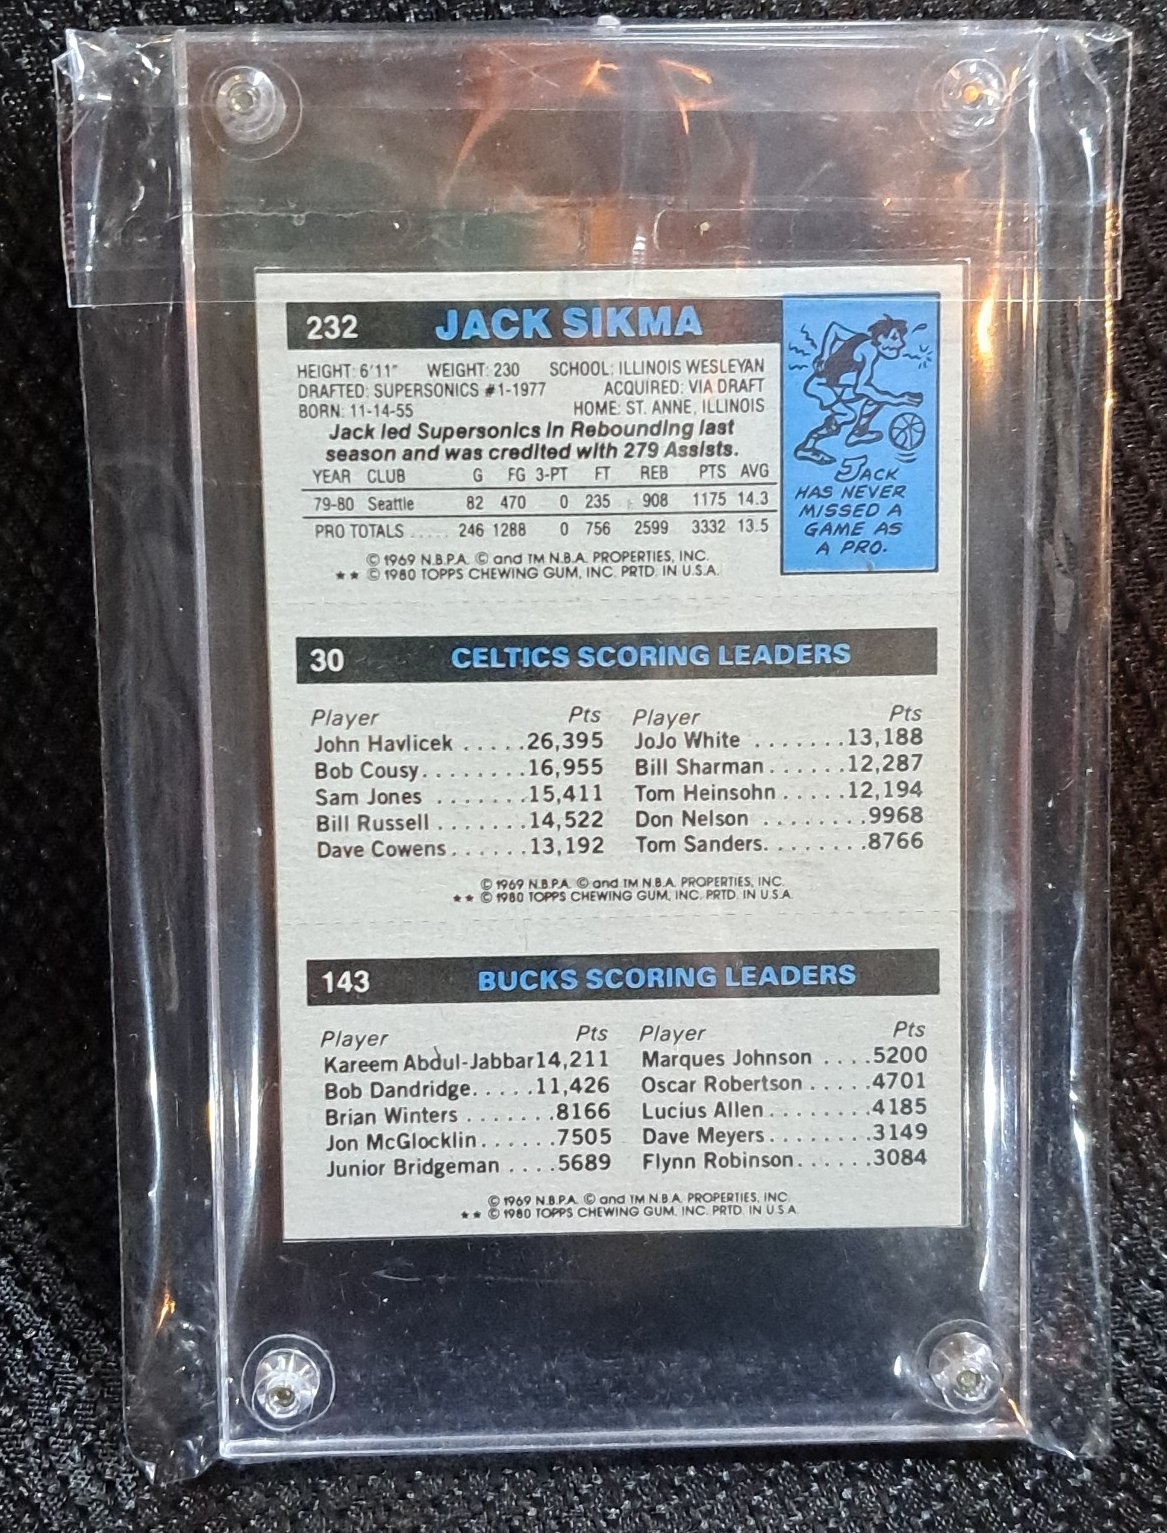 232 JACK SIKMA
HEIGHT: 6'11" WEIGHT: 230 SCHOOL: ILLINOIS WESLEYAN
DRAFTED: SUPERSONICS #1-1977 ACQUIRED: VIA DRAFT
BORN: 11-14-55 HOME: ST. ANNE, ILLINOIS
Jack led Supersonics in Rebounding last
season and was credited with 279 Assists.
YEAR CLUB G FG 3-PT FT REB PTS AVG
79-80 Seattle 82 470 0 235 908 1175 14.3
PRO TOTALS ..... 246 1288 0 756 2599 3332 13.5
© 1969 N.B.P.A. © and TM N.B.A. PROPERTIES, INC.
★★ © 1980 TOPPS CHEWING GUM, INC. PRTD. IN U.S.A.
JACK
HAS NEVER
MISSED A
GAME AS
A PRO.
30 CELTICS SCORING LEADERS
Player Pts Player Pts
John Havlicek .....26,395 JoJo White .......13,188
Bob Cousy........16,955 Bill Sharman......12,287
Sam Jones .......15,411 Tom Heinsohn .....12,194
Bill Russell .......14,522 Don Nelson ........9968
Dave Cowens......13,192 Tom Sanders........8766
© 1969 N.B.P.A. © and TM N.B.A. PROPERTIES, INC.
★★ © 1980 TOPPS CHEWING GUM, INC. PRTD. IN U.S.A.
143 BUCKS SCORING LEADERS
Player Pts Player Pts
Kareem Abdul-Jabbar14,211 Marques Johnson ....5200
Bob Dandridge.....11,426 Oscar Robertson .....4701
Brian Winters .......8166 Lucius Allen........4185
Jon McGlocklin......7505 Dave Meyers........3149
Junior Bridgeman ....5689 Flynn Robinson......3084
© 1969 N.B.P.A. © and TM N.B.A. PROPERTIES, INC.
★★ © 1980 TOPPS CHEWING GUM, INC. PRTD. IN U.S.A.